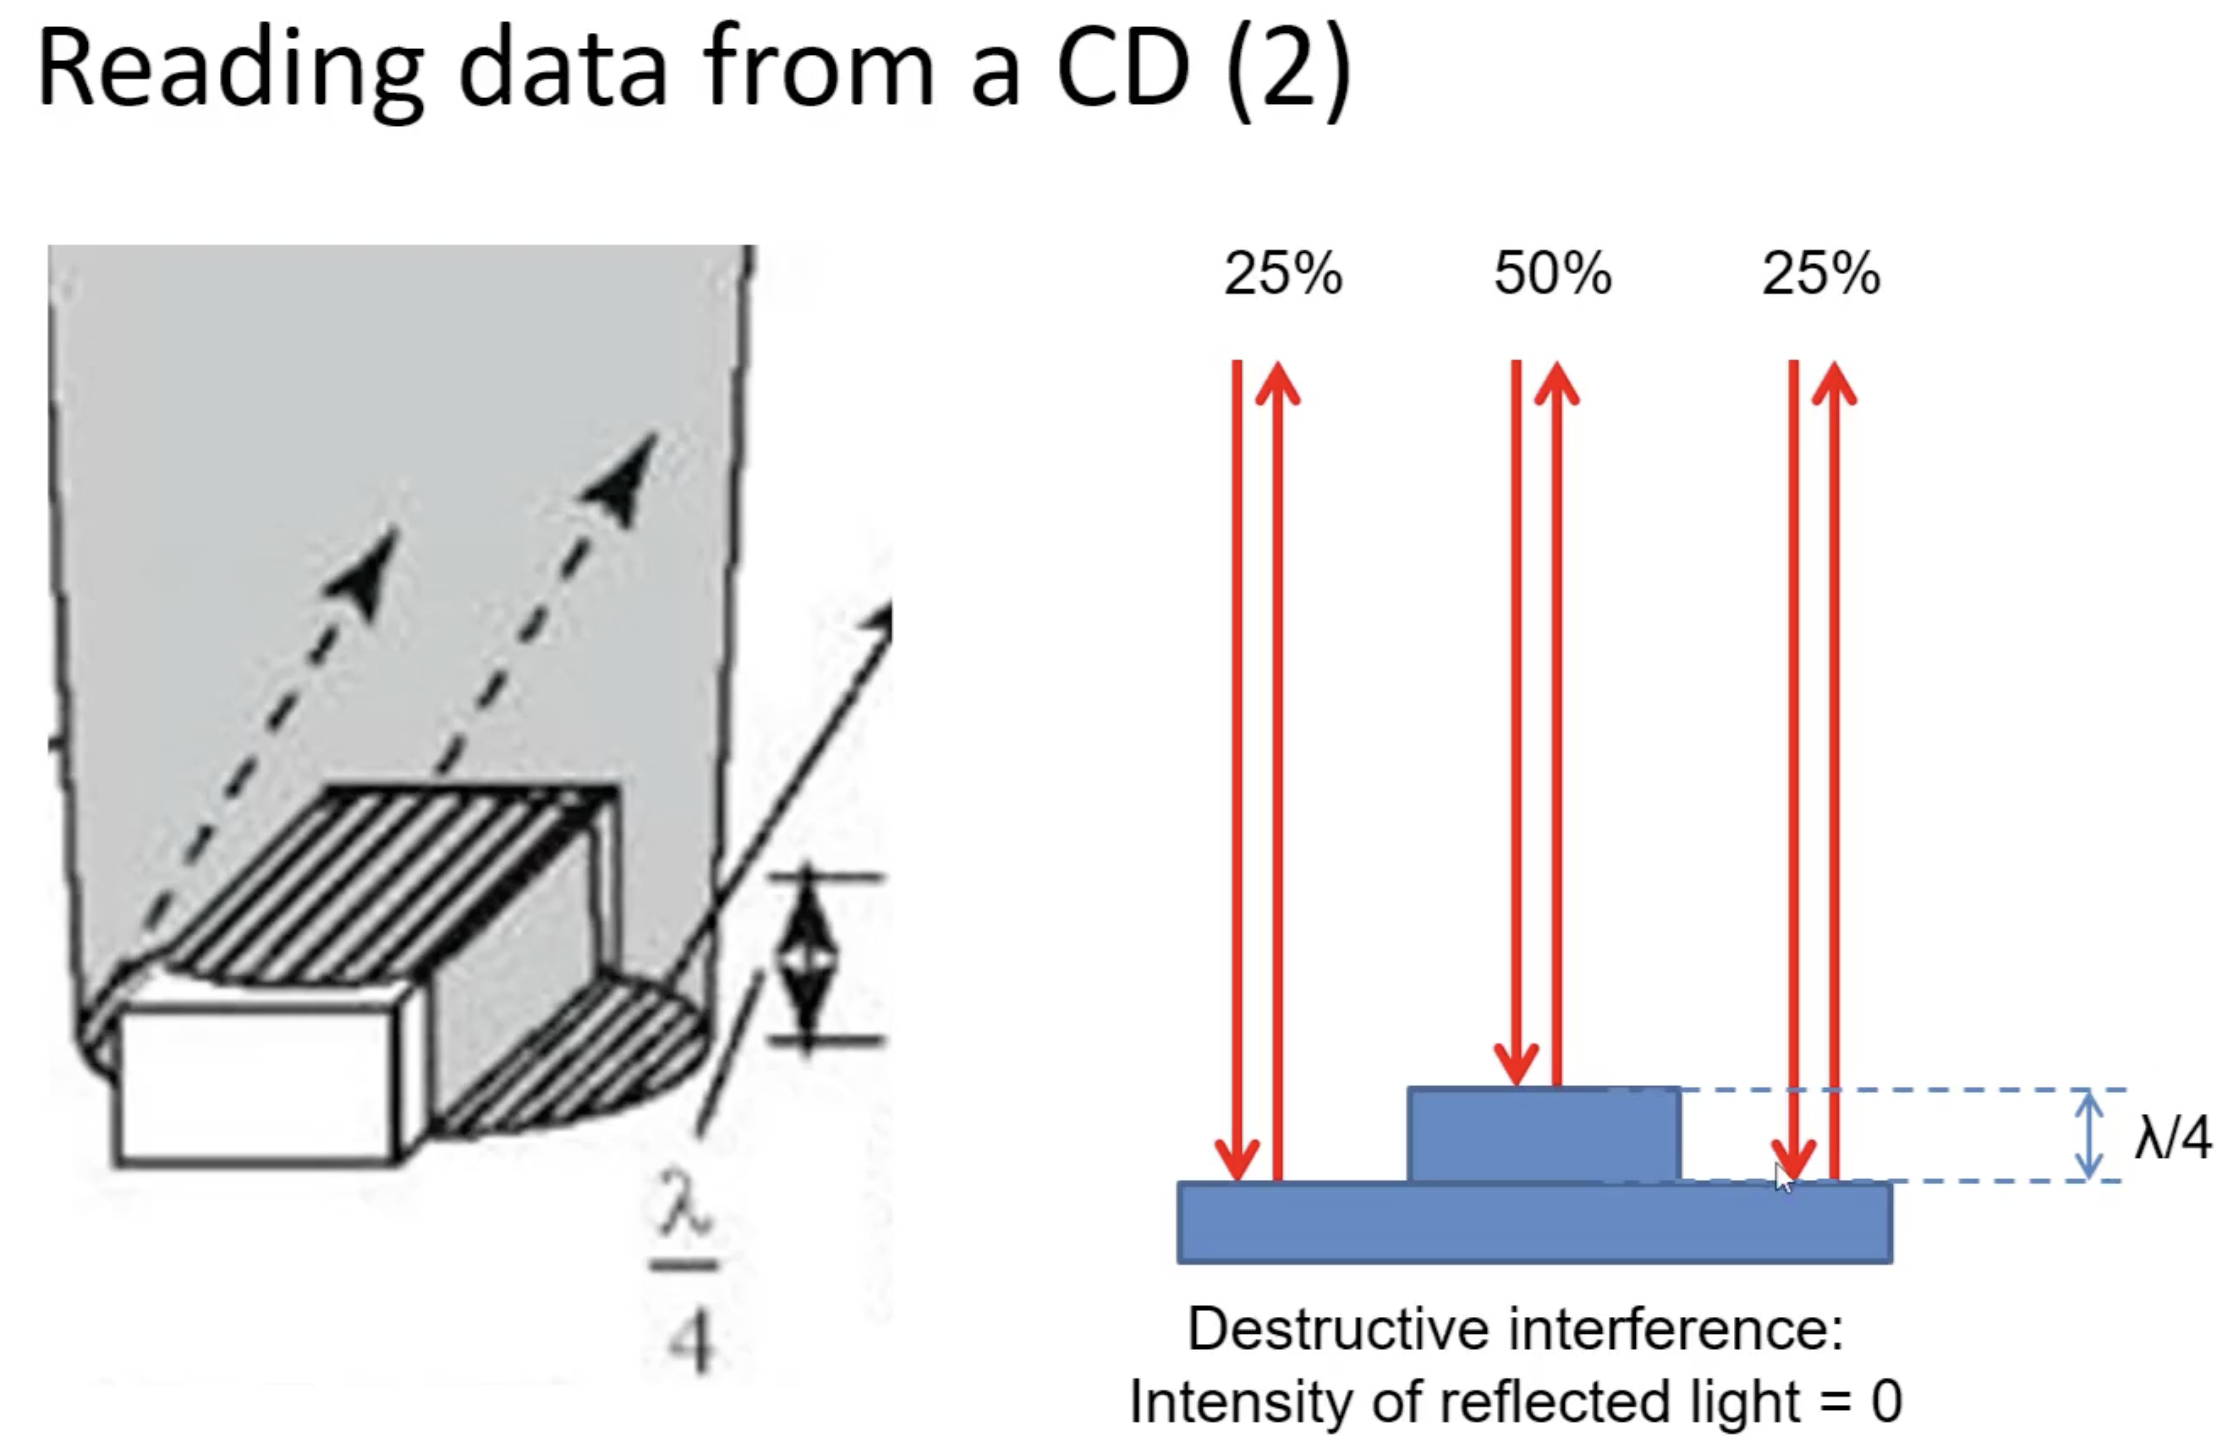 Reading data from a CD (2)
25% 50% 25%
λ/4
λ
4
Destructive interference:
Intensity of reflected light = 0